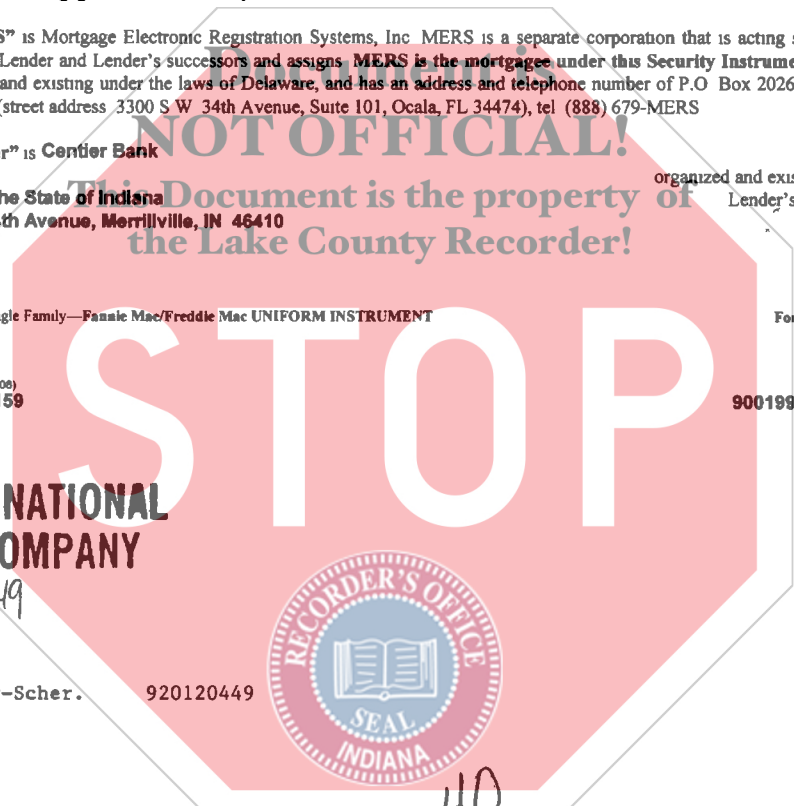 S” is Mortgage Electronic Registration Systems, Inc MERS is a separate corporation that is acting s
Lender and Lender’s successors and assigns MERS is the mortgagee under this Security Instrume
and existing under the laws of Delaware, and has an address and telephone number of P.O Box 2026
(street address 3300 S W 34th Avenue, Suite 101, Ocala, FL 34474), tel (888) 679-MERS
Document is
NOT OFFICIAL!
This Document is the property of
the Lake County Recorder!
r” is Centier Bank
organized and exis
he State of Indiana
Lender’s
th Avenue, Merrillville, IN 46410
gle Family—Fannie Mae/Freddie Mac UNIFORM INSTRUMENT
For
STOP
06)
59
900199
NATIONAL
OMPANY
49
RECORDER'S OFFICE
SEAL
INDIANA
-Scher. 920120449
40